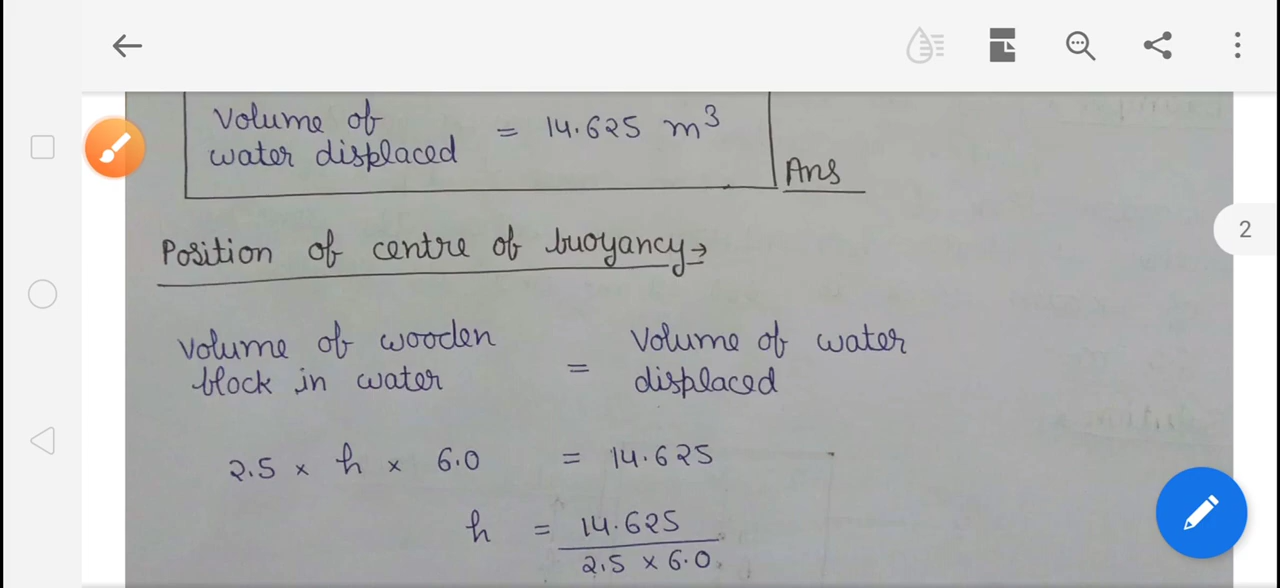 Volume of
water displaced = 14.625 m³
Ans
Position of centre of buoyancy →
2
Volume of wooden
block in water = Volume of water
displaced
2.5 × h × 6.0 = 14.625
h = 14.625
2.5 × 6.0